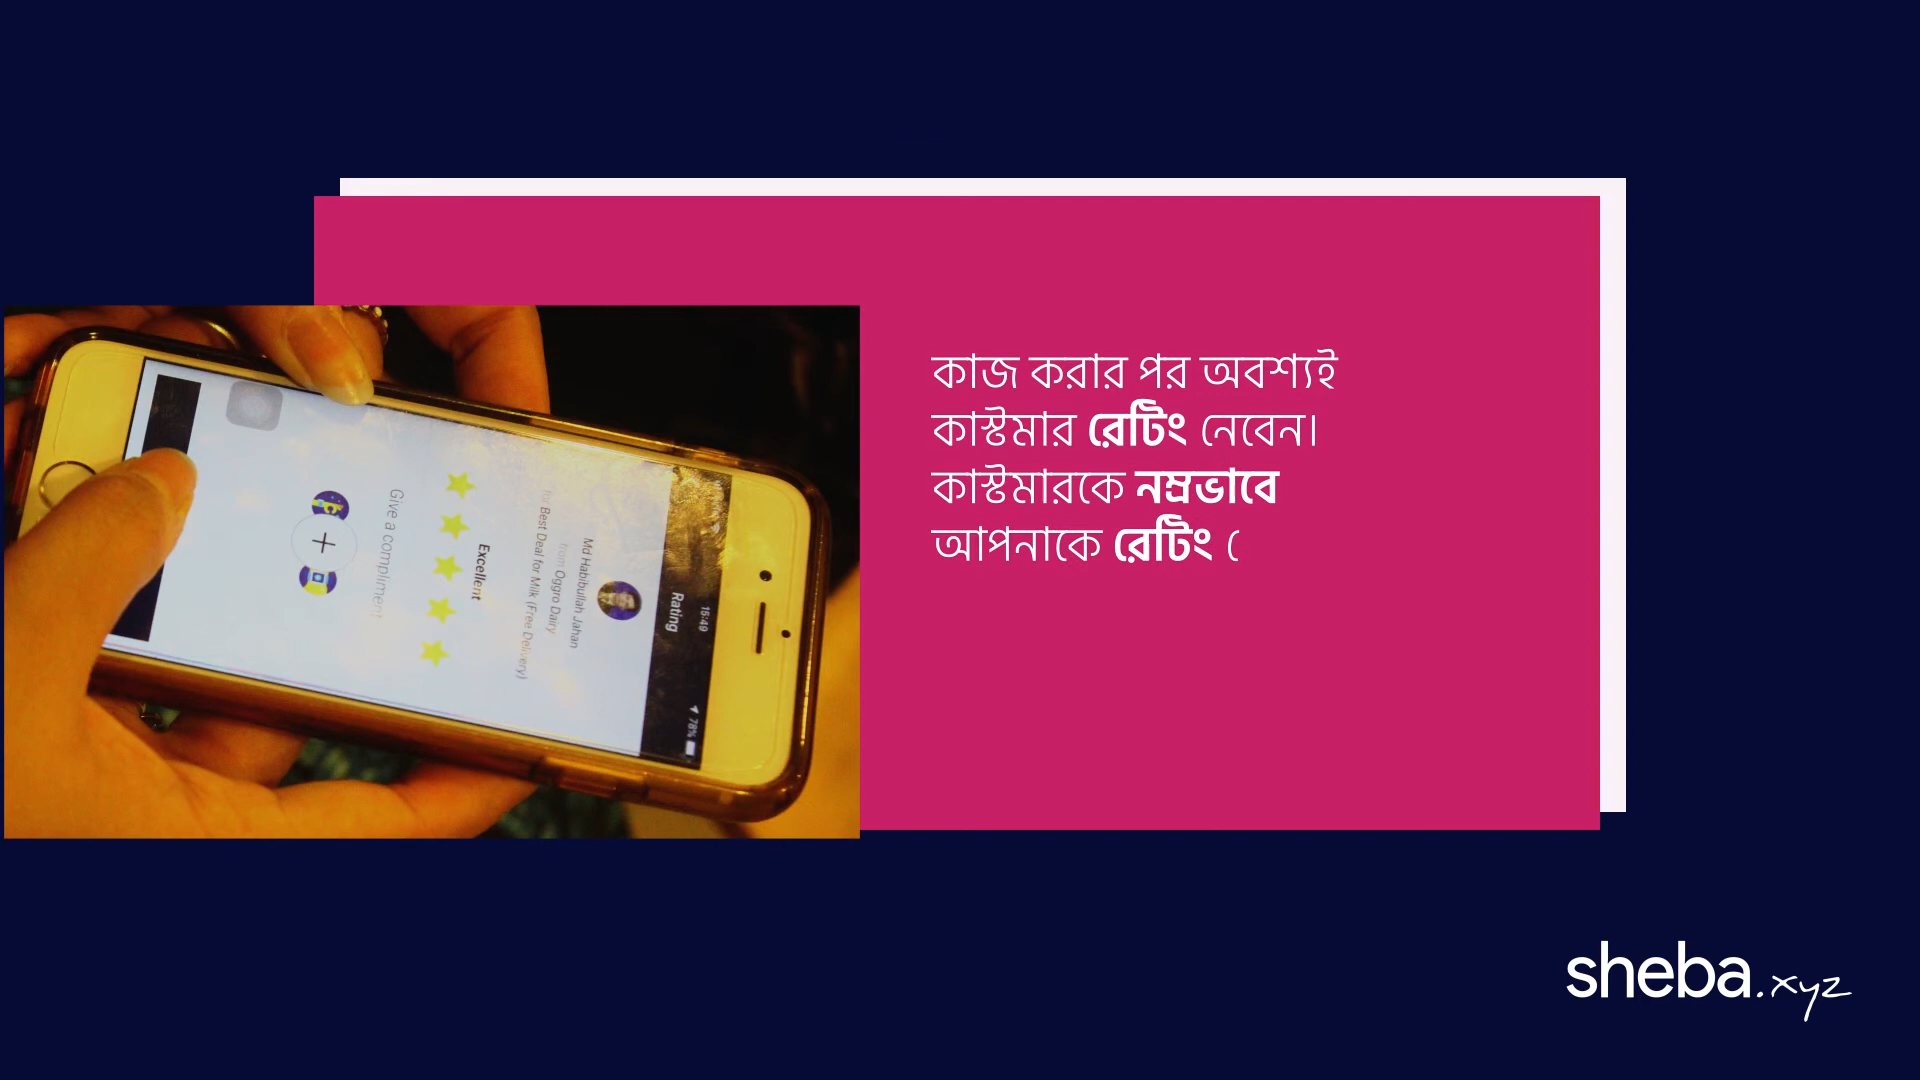 কাজ করার পর অবশ্যই
কাস্টমার রেটিং নেবেন।
কাস্টমারকে নম্রভাবে
আপনাকে রেটিং
15:49
78%
Rating
Md Habibullah Jahan
from Oggro Dairy
for Best Deal for Milk (Free Delivery)
Excellent
Give a compliment
sheba.xyz